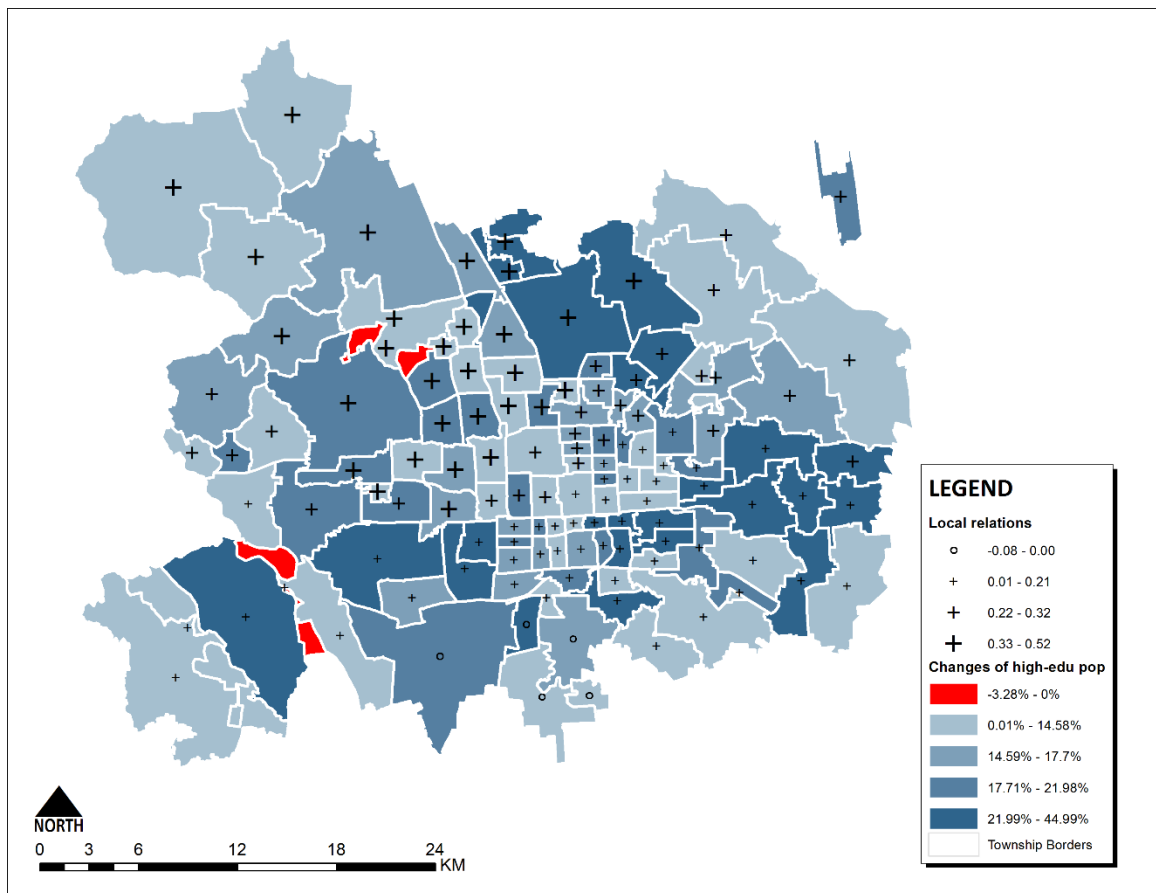 LEGEND
Local relations
-0.08 - 0.00
0.01 - 0.21
0.22 - 0.32
0.33 - 0.52
Changes of high-edu pop
-3.28% - 0%
0.01% - 14.58%
14.59% - 17.7%
17.71% - 21.98%
21.99% - 44.99%
Township Borders
NORTH
0 3 6 12 18 24
KM